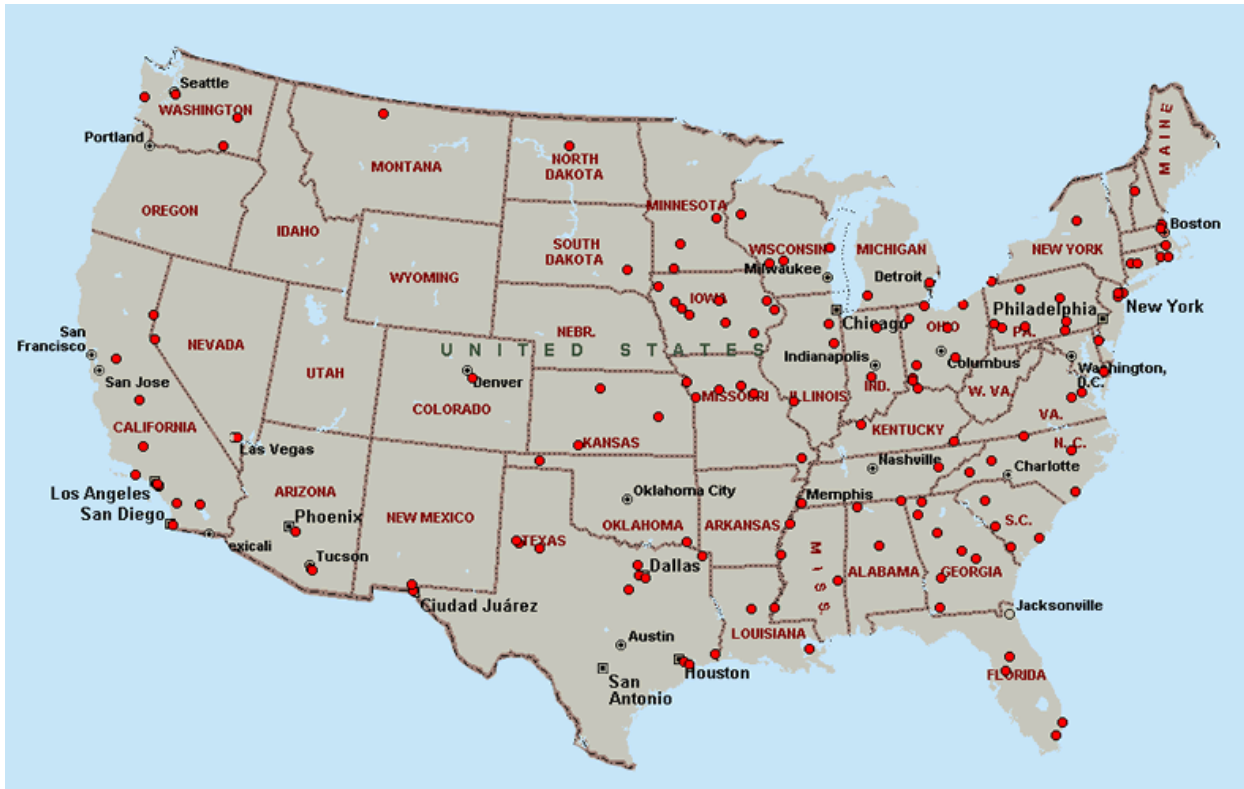 Seattle
WASHINGTON
Portland
MONTANA
NORTH
DAKOTA
MAINE
OREGON
IDAHO
MINNESOTA
Boston
SOUTH
DAKOTA
WISCONSIN
MICHIGAN
NEW YORK
WYOMING
Milwaukee
Detroit
IOWA
Philadelphia
New York
San
Francisco
NEVADA
NEBR.
Chicago
OHIO
PA.
UNITED STATES
Indianapolis
Columbus
Washington,
D.C.
San Jose
UTAH
Denver
COLORADO
MISSOURI
ILLINOIS
IND.
W. VA.
VA.
CALIFORNIA
Las Vegas
KANSAS
KENTUCKY
N. C.
Nashville
Charlotte
Los Angeles
ARIZONA
Oklahoma City
Memphis
San Diego
Phoenix
NEW MEXICO
OKLAHOMA
ARKANSAS
S.C.
exicali
TEXAS
Tucson
Dallas
MISS.
ALABAMA
GEORGIA
Ciudad Juárez
Jacksonville
Austin
LOUISIANA
Houston
San
Antonio
FLORIDA